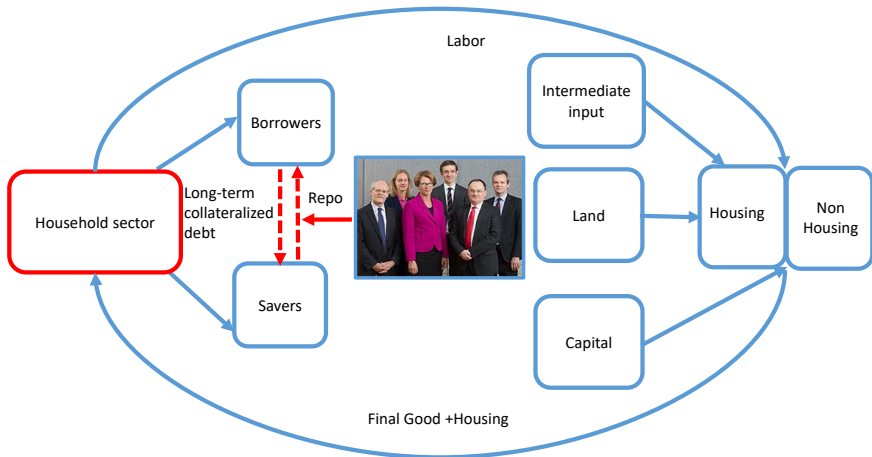 Labor
Intermediate
input
Borrowers
Long-term
collateralized
debt
Repo
Household sector
Land
Housing
Non
Housing
Savers
Capital
Final Good +Housing